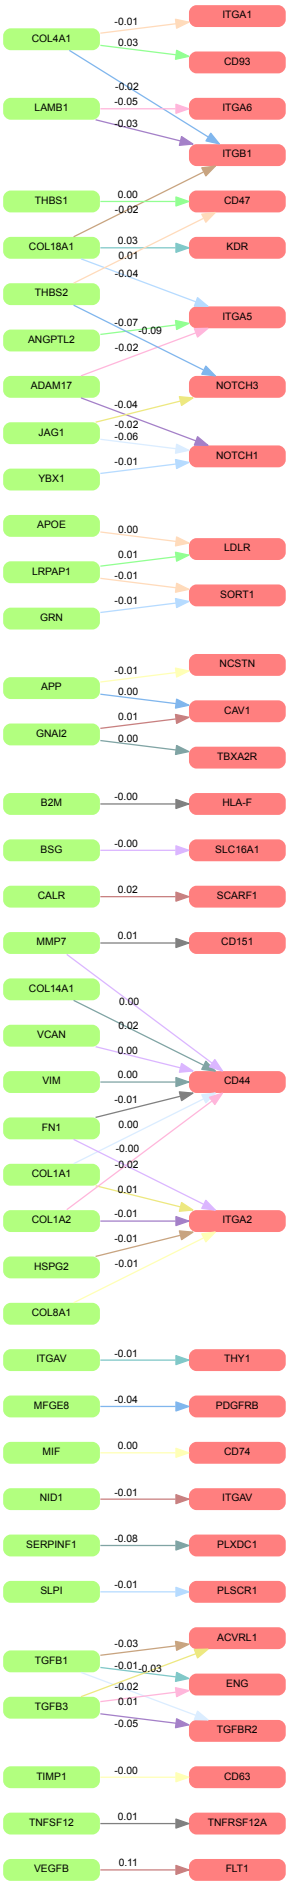 ITGA1
-0.01
COL4A1
0.03
CD93
-0.02
LAMB1
-0.05
ITGA6
-0.03
ITGB1
THBS1
0.00
CD47
-0.02
COL18A1
0.03
KDR
0.01
THBS2
-0.04
ITGA5
-0.07
-0.09
ANGPTL2
-0.02
ADAM17
NOTCH3
-0.04
JAG1
-0.02
-0.06
NOTCH1
YBX1
-0.01
APOE
0.00
LDLR
LRPAP1
0.01
-0.01
SORT1
GRN
-0.01
NCSTN
-0.01
APP
0.00
CAV1
GNAI2
0.01
0.00
TBXA2R
B2M
-0.00
HLA-F
BSG
-0.00
SLC16A1
CALR
0.02
SCARF1
MMP7
0.01
CD151
COL14A1
0.00
VCAN
0.02
0.00
VIM
0.00
CD44
-0.01
FN1
0.00
-0.00
COL1A1
-0.02
0.01
COL1A2
-0.01
ITGA2
-0.01
HSPG2
-0.01
COL8A1
ITGAV
-0.01
THY1
MFGE8
-0.04
PDGFRB
MIF
0.00
CD74
NID1
-0.01
ITGAV
SERPINF1
-0.08
PLXDC1
SLPI
-0.01
PLSCR1
ACVRL1
-0.03
TGFB1
-0.01
-0.03
ENG
-0.02
TGFB3
0.01
-0.05
TGFBR2
TIMP1
-0.00
CD63
TNFSF12
0.01
TNFRSF12A
VEGFB
0.11
FLT1